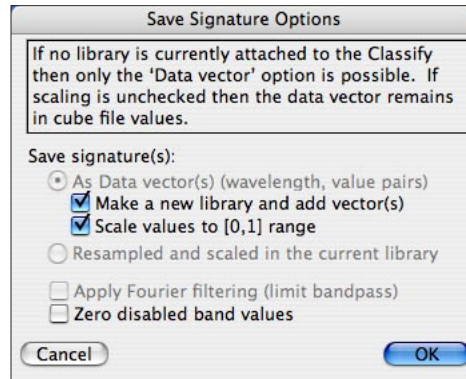 Save Signature Options
If no library is currently attached to the Classify
then only the ‘Data vector’ option is possible.  If
scaling is unchecked then the data vector remains
in cube file values.
Save signature(s):
As Data vector(s) (wavelength, value pairs)
Make a new library and add vector(s)
Scale values to [0,1] range
Resampled and scaled in the current library
Apply Fourier filtering (limit bandpass)
Zero disabled band values
Cancel
OK